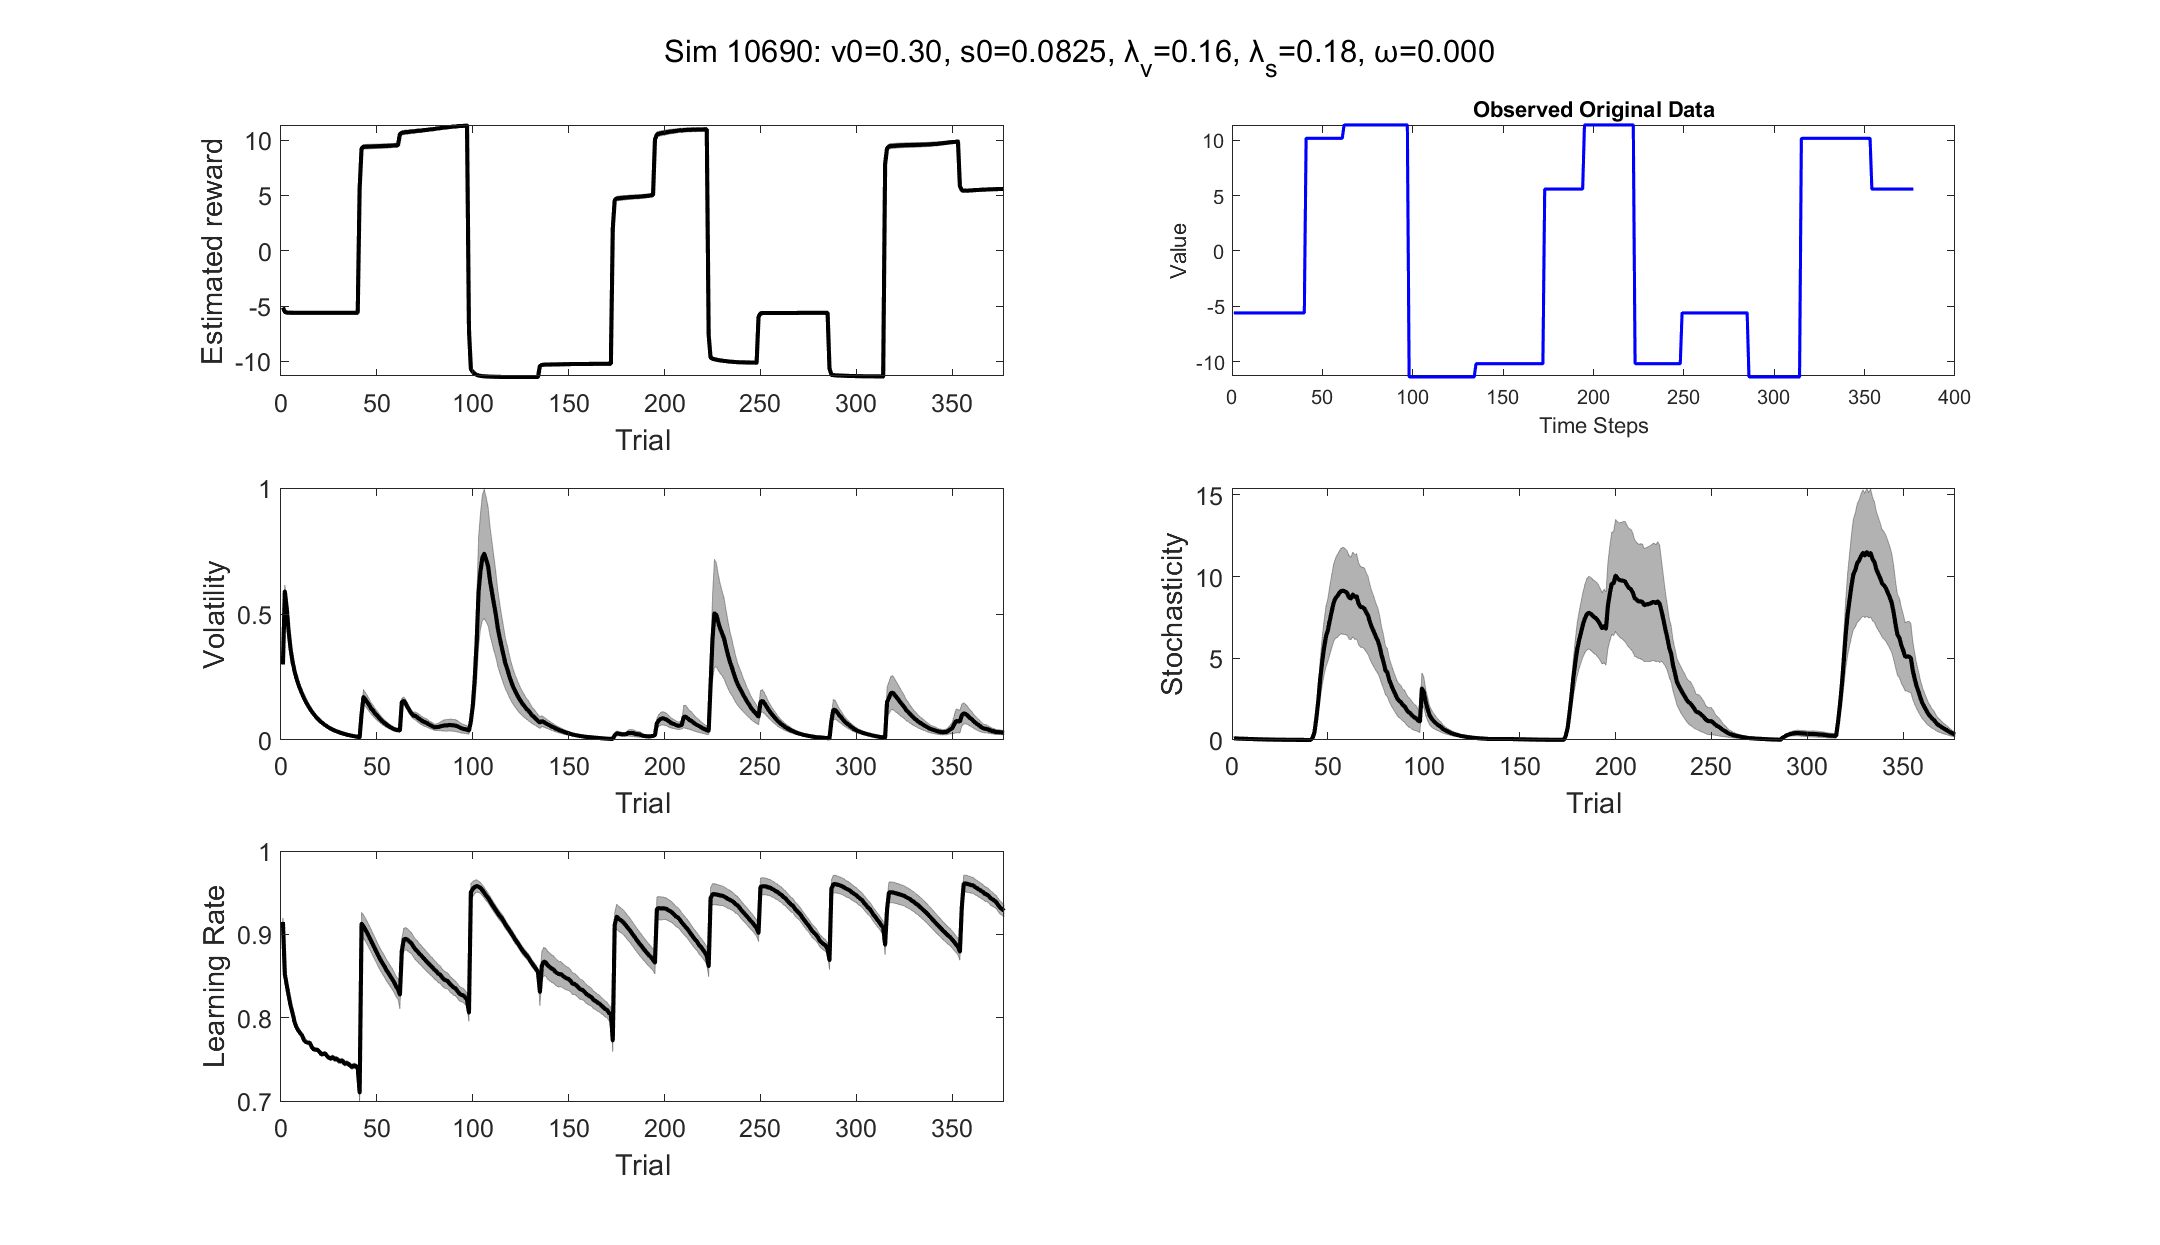 Sim 10690: v0=0.30, s0=0.0825, λv=0.16, λs=0.18, ω=0.000
Estimated reward
10
5
0
-5
-10
0 50 100 150 200 250 300 350
Trial
Observed Original Data
Value
10
5
0
-5
-10
0 50 100 150 200 250 300 350 400
Time Steps
Volatility
1
0.5
0
0 50 100 150 200 250 300 350
Trial
Stochasticity
15
10
5
0
0 50 100 150 200 250 300 350
Trial
Learning Rate
1
0.9
0.8
0.7
0 50 100 150 200 250 300 350
Trial